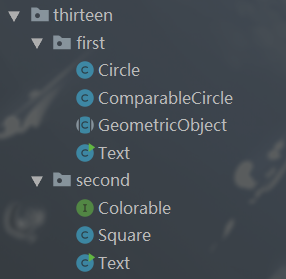 thirteen
first
Circle
ComparableCircle
GeometricObject
Text
second
Colorable
Square
Text